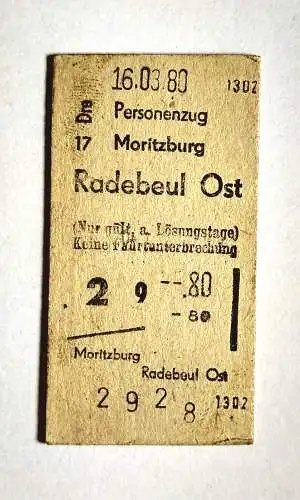 16.03.80 1302
Dre Personenzug
17 Moritzburg
Radebeul Ost
(Nur gült. a. Lösungstage)
Keine Fahrtunterbrechung
2 9 --.80
- 80
Moritzburg
Radebeul Ost
2928 1302